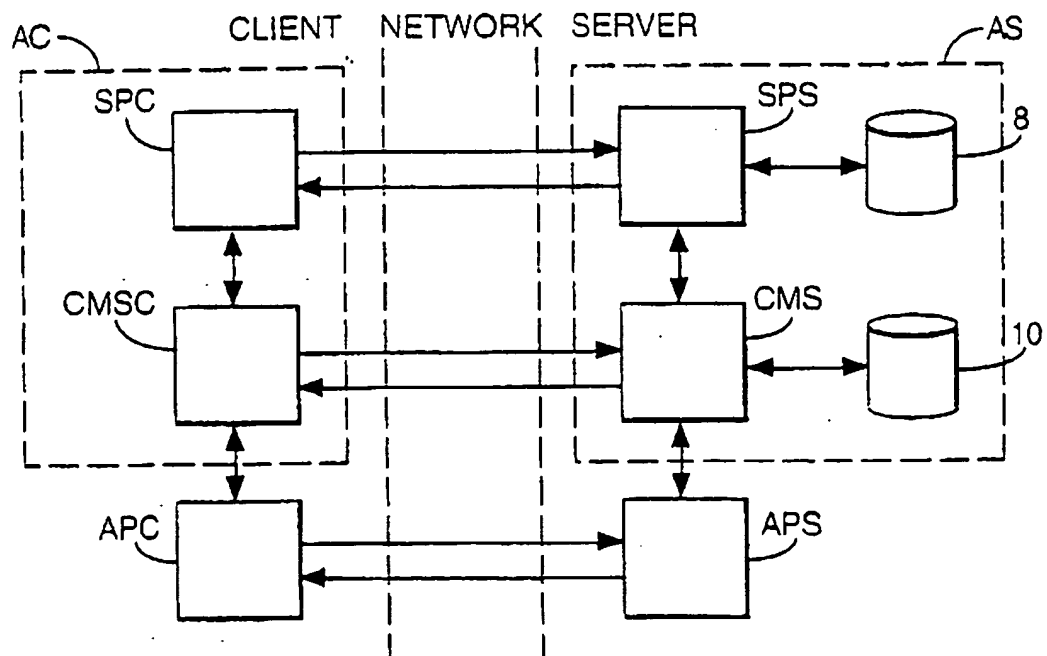 AC
CLIENT
NETWORK
SERVER
AS
SPC
SPS
8
CMSC
CMS
10
APC
APS